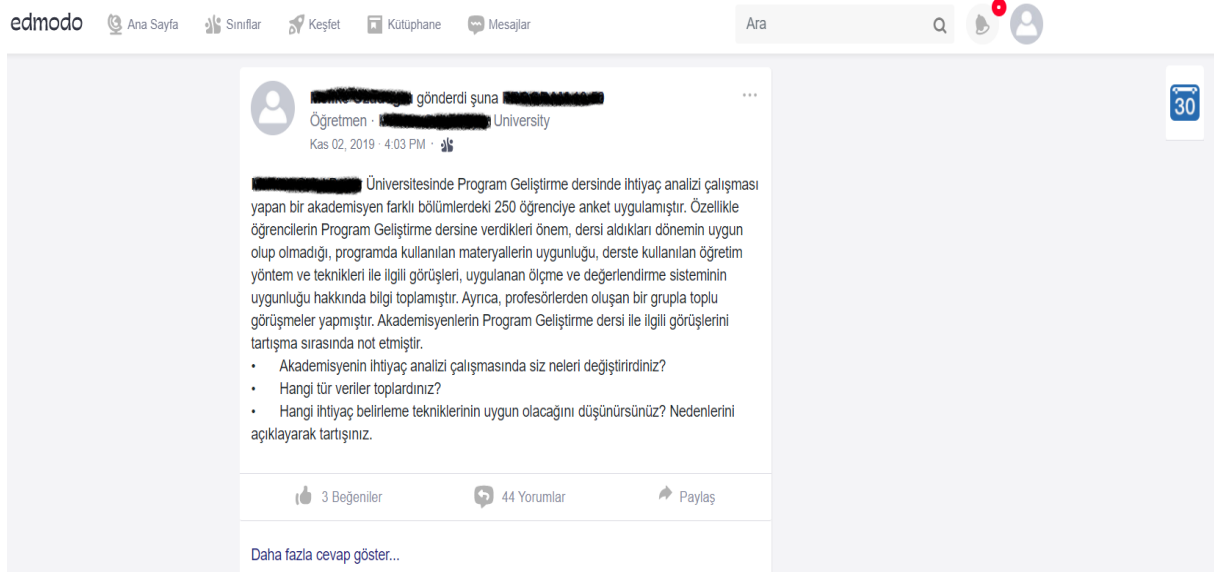 edmodo Ana Sayfa Sınıflar Keşfet Kütüphane Mesajlar Ara
30
gönderdi şuna
Öğretmen · University
Kas 02, 2019 · 4:03 PM ·
Üniversitesinde Program Geliştirme dersinde ihtiyaç analizi çalışması
yapan bir akademisyen farklı bölümlerdeki 250 öğrenciye anket uygulamıştır. Özellikle
öğrencilerin Program Geliştirme dersine verdikleri önem, dersi aldıkları dönemin uygun
olup olmadığı, programda kullanılan materyallerin uygunluğu, derste kullanılan öğretim
yöntem ve teknikleri ile ilgili görüşleri, uygulanan ölçme ve değerlendirme sisteminin
uygunluğu hakkında bilgi toplamıştır. Ayrıca, profesörlerden oluşan bir grupla toplu
görüşmeler yapmıştır. Akademisyenlerin Program Geliştirme dersi ile ilgili görüşlerini
tartışma sırasında not etmiştir.
• Akademisyenin ihtiyaç analizi çalışmasında siz neleri değiştirirdiniz?
• Hangi tür veriler toplardınız?
• Hangi ihtiyaç belirleme tekniklerinin uygun olacağını düşünürsünüz? Nedenlerini
açıklayarak tartışınız.
3 Beğeniler 44 Yorumlar Paylaş
Daha fazla cevap göster...